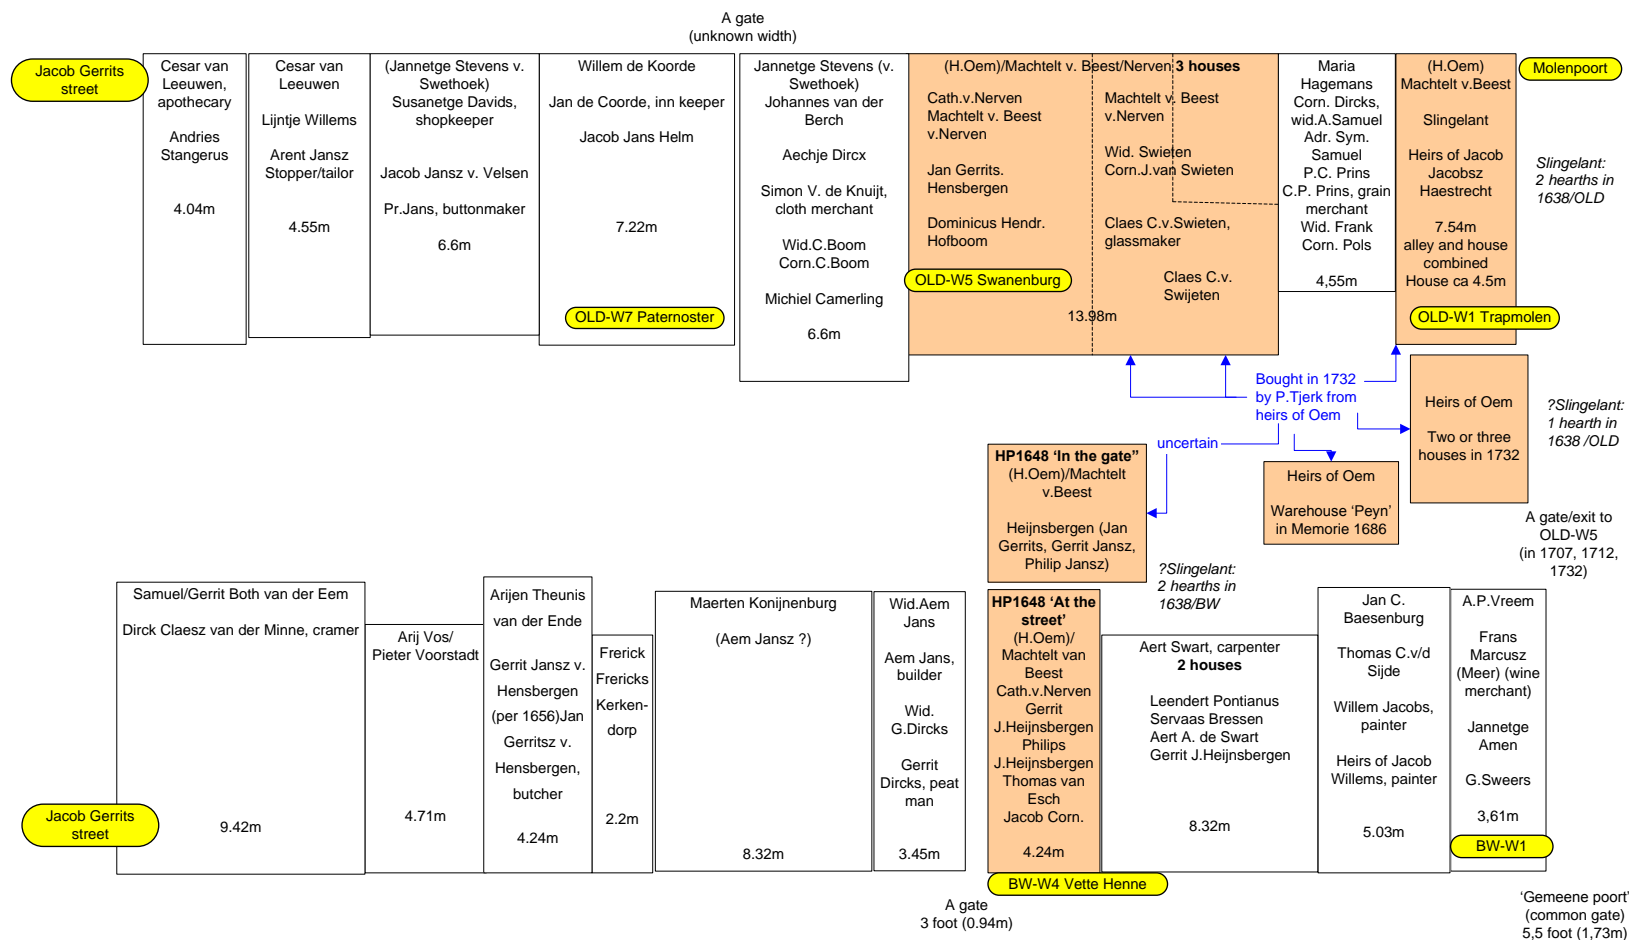 A gate
(unknown width)
Jacob Gerrits
street
Cesar van
Leeuwen,
apothecary
Andries
Stangerus
4.04m
Cesar van
Leeuwen
Lijntje Willems
Arent Jansz
Stopper/tailor
4.55m
(Jannetge Stevens v.
Swethoek)
Susanetge Davids,
shopkeeper
Jacob Jansz v. Velsen
Pr.Jans, buttonmaker
6.6m
Willem de Koorde
Jan de Coorde, inn keeper
Jacob Jans Helm
7.22m
OLD-W7 Paternoster
Jannetge Stevens (v.
Swethoek)
Johannes van der
Berch
Aechje Dircx
Simon V. de Knuijt,
cloth merchant
Wid.C.Boom
Corn.C.Boom
Michiel Camerling
6.6m
(H.Oem)/Machtelt v. Beest/Nerven 3 houses
Cath.v.Nerven
Machtelt v. Beest
v.Nerven
Jan Gerrits.
Hensbergen
Dominicus Hendr.
Hofboom
OLD-W5 Swanenburg
Machtelt v. Beest
v.Nerven
Wid. Swieten
Corn.J.van Swieten
Claes C.v.Swieten,
glassmaker
Claes C.v.
Swijeten
13.98m
Maria
Hagemans
Corn. Dircks,
wid.A.Samuel
Adr. Sym.
Samuel
P.C. Prins
C.P. Prins, grain
merchant
Wid. Frank
Corn. Pols
4,55m
(H.Oem)
Machtelt v.Beest
Slingelant
Heirs of Jacob
Jacobsz
Haestrecht
7.54m
alley and house
combined
House ca 4.5m
OLD-W1 Trapmolen
Molenpoort
Slingelant:
2 hearths in
1638/OLD
Bought in 1732
by P.Tjerk from
heirs of Oem
uncertain
Heirs of Oem
Two or three
houses in 1732
?Slingelant:
1 hearth in
1638 /OLD
HP1648 ‘In the gate”
(H.Oem)/Machtelt
v.Beest
Heijnsbergen (Jan
Gerrits, Gerrit Jansz,
Philip Jansz)
Heirs of Oem
Warehouse ‘Peyn’
in Memorie 1686
A gate/exit to
OLD-W5
(in 1707, 1712,
1732)
?Slingelant:
2 hearths in
1638/BW
Samuel/Gerrit Both van der Eem
Dirck Claesz van der Minne, cramer
9.42m
Jacob Gerrits
street
Arij Vos/
Pieter Voorstadt
4.71m
Arijen Theunis
van der Ende
Gerrit Jansz v.
Hensbergen
(per 1656)Jan
Gerritsz v.
Hensbergen,
butcher
4.24m
Frerick
Frericks
Kerken-
dorp
2.2m
Maerten Konijnenburg
(Aem Jansz ?)
8.32m
Wid.Aem
Jans
Aem Jans,
builder
Wid.
G.Dircks
Gerrit
Dircks, peat
man
3.45m
A gate
3 foot (0.94m)
HP1648 ‘At the
street’
(H.Oem)/
Machtelt van
Beest
Cath.v.Nerven
Gerrit
J.Heijnsbergen
Philips
J.Heijnsbergen
Thomas van
Esch
Jacob Corn.
4.24m
BW-W4 Vette Henne
Aert Swart, carpenter
2 houses
Leendert Pontianus
Servaas Bressen
Aert A. de Swart
Gerrit J.Heijnsbergen
8.32m
Jan C.
Baesenburg
Thomas C.v/d
Sijde
Willem Jacobs,
painter
Heirs of Jacob
Willems, painter
5.03m
A.P.Vreem
Frans
Marcusz
(Meer) (wine
merchant)
Jannetge
Amen
G.Sweers
3,61m
BW-W1
‘Gemeene poort’
(common gate)
5,5 foot (1,73m)